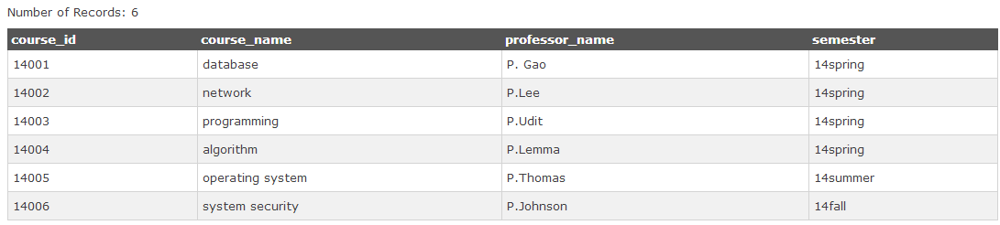 Number of Records: 6
course_id course_name professor_name semester
14001 database P. Gao 14spring
14002 network P.Lee 14spring
14003 programming P.Udit 14spring
14004 algorithm P.Lemma 14spring
14005 operating system P.Thomas 14summer
14006 system security P.Johnson 14fall